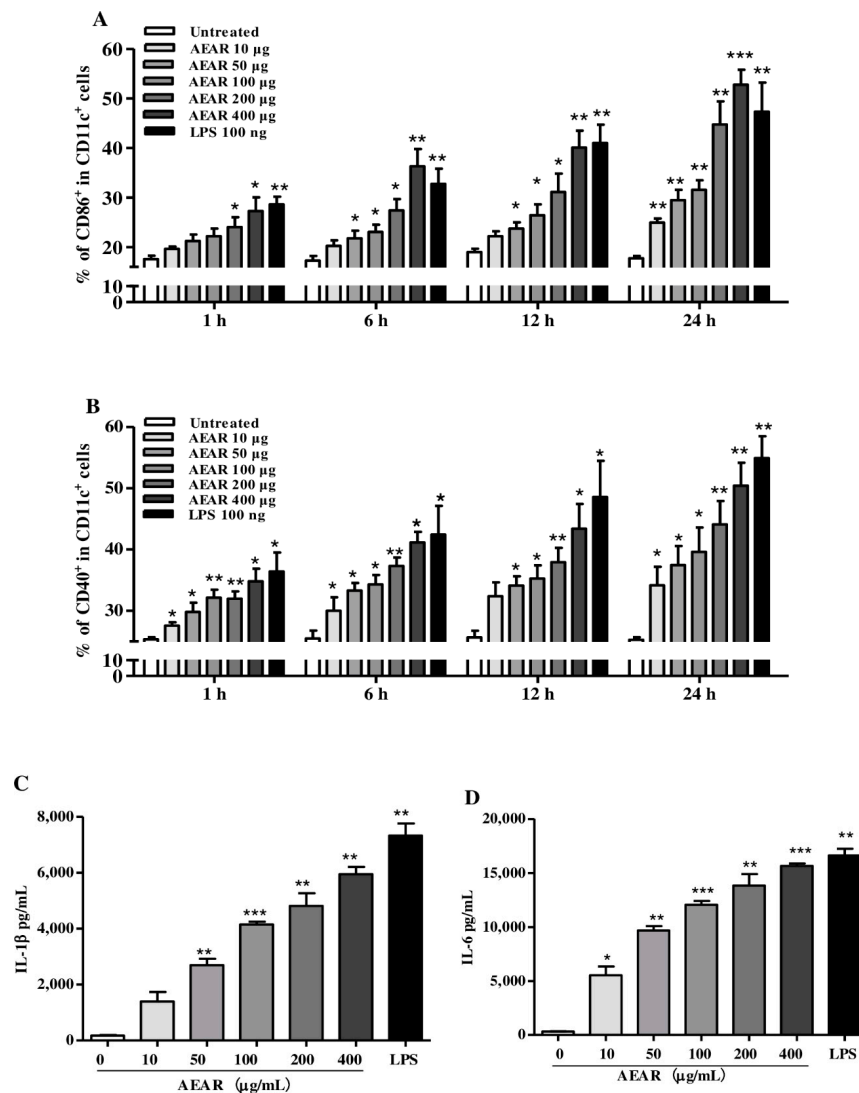 A
Untreated
AEAR 10 µg
AEAR 50 µg
AEAR 100 µg
AEAR 200 µg
AEAR 400 µg
LPS 100 ng
% of CD86+ in CD11c+ cells
60
50
40
30
20
10
0
* * **
* * * ** **
* * * ** **
** ** ** ** *** **
1 h 6 h 12 h 24 h
B
Untreated
AEAR 10 µg
AEAR 50 µg
AEAR 100 µg
AEAR 200 µg
AEAR 400 µg
LPS 100 ng
% of CD40+ in CD11c+ cells
60
50
40
30
10
0
* * ** ** * *
* * * ** * *
* * ** * *
* * * ** ** **
1 h 6 h 12 h 24 h
C
IL-1β pg/mL
8,000
6,000
4,000
2,000
0
** *** ** ** **
0 10 50 100 200 400 LPS
AEAR (µg/mL)
D
IL-6 pg/mL
20,000
15,000
10,000
5,000
0
* ** *** ** *** **
0 10 50 100 200 400 LPS
AEAR (µg/mL)